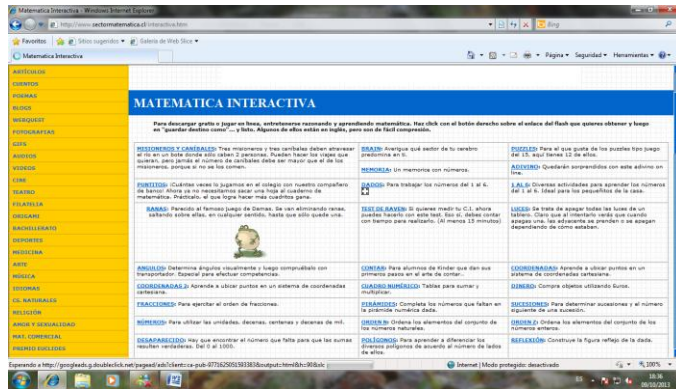 Matematica Interactiva - Windows Internet Explorer
http://www.sectormatematica.cl/interactiva.htm
Bing
Favoritos
Sitios sugeridos
Galería de Web Slice
Matematica Interactiva
Página
Seguridad
Herramientas
ARTÍCULOS
CUENTOS
POEMAS
BLOGS
WEBQUEST
FOTOGRAFIAS
GIFS
AUDIOS
VIDEOS
CINE
TEATRO
FILATELIA
ORIGAMI
BACHILLERATO
DEPORTES
MEDICINA
ARTE
MÚSICA
IDIOMAS
CS. NATURALES
RELIGIÓN
AMOR Y SEXUALIDAD
MAT. COMERCIAL
PREMIO EUCLIDES
MATEMATICA INTERACTIVA
Para descargar gratis o jugar en línea, entretenerse razonando y aprendiendo matemática. Haz click con el botón derecho sobre el enlace del flash que quieres obtener y luego
en "guardar destino como"... y listo. Algunos de ellos están en inglés, pero son de fácil compresión.
MISIONEROS Y CANÍBALES: Tres misioneros y tres caníbales deben atravesar
el río en un bote donde sólo caben 2 personas. Pueden hacer los viajes que
quieran, pero jamás el número de caníbales debe ser mayor que el de los
misioneros, porque si no se los comen.
BRAIN: Averigua qué sector de tu cerebro
predomina en ti.
MEMORIA: Un memorice con números.
PUZZLES: Para el que gusta de los puzzles tipo juego
del 15, aquí tienes 12 de ellos.
ADIVINO: Quedarán sorprendidos con este adivino on
line.
PUNTITOS: ¿Cuántas veces lo jugamos en el colegio con nuestro compañero
de banco? Ahora ya no necesitamos sacar una hoja al cuaderno de
matemática. Practícalo, el que logra hacer más cuadritos gana.
DADOS: Para trabajar los números del 1 al 6.
1 AL 6: Diversas actividades para aprender los números
del 1 al 6. Ideal para los pequeñitos de la casa.
RANAS: Parecido al famoso juego de Damas. Se van eliminando ranas,
saltando sobre ellas, en cualquier sentido, hasta que sólo quede una.
TEST DE RAVEN: Si quieres medir tu C.I. ahora
puedes hacerlo con este test. Eso sí, debes contar
con tiempo para realizarlo. (Al menos 15 minutos)
LUCES: Se trata de apagar todas las luces de un
tablero. Claro que al intentarlo verás que cuando
apagas una, las adyacente se prenden o se apagan
dependiendo de cómo estaban.
ANGULOS: Determina ángulos visualmente y luego compruébalo con
transportador. Especial para efectuar competencias.
CONTAR: Para alumnos de Kinder que dan sus
primeros pasos en el arte de contar.
COORDENADAS: Aprende a ubicar puntos en un
sistema de coordenadas cartesiana.
COORDENADAS 2: Aprende a ubicar puntos en un sistema de coordenadas
cartesiana.
CUADRO NUMÉRICO: Tablas para sumar y
multiplicar.
DINERO: Compra objetos utilizando Euros.
FRACCIONES: Para ejercitar el orden de fracciones.
PIRÁMIDES: Completa los números que faltan en
la pirámide numérica dada.
SUCESIONES: Para determinar sucesiones y el número
siguiente de una sucesión.
NÚMEROS: Para utilizar las unidades, decenas, centenas y decenas de mil.
ORDEN N: Ordena los elementos del conjunto de
los números naturales.
ORDEN Z: Ordena los elementos del conjunto de los
números enteros.
DESAPARECIDO: Hay que encontrar el número que falta para que las sumas
resulten verdaderas. Del 0 al 1000.
POLÍGONOS: Para aprender a diferenciar los
diversos polígonos de acuerdo al número de lados
de ellos.
REFLEXIÓN: Construye la figura reflejo de la dada.
Internet | Modo protegido: desactivado
100%
ES
18:36
09/10/2013